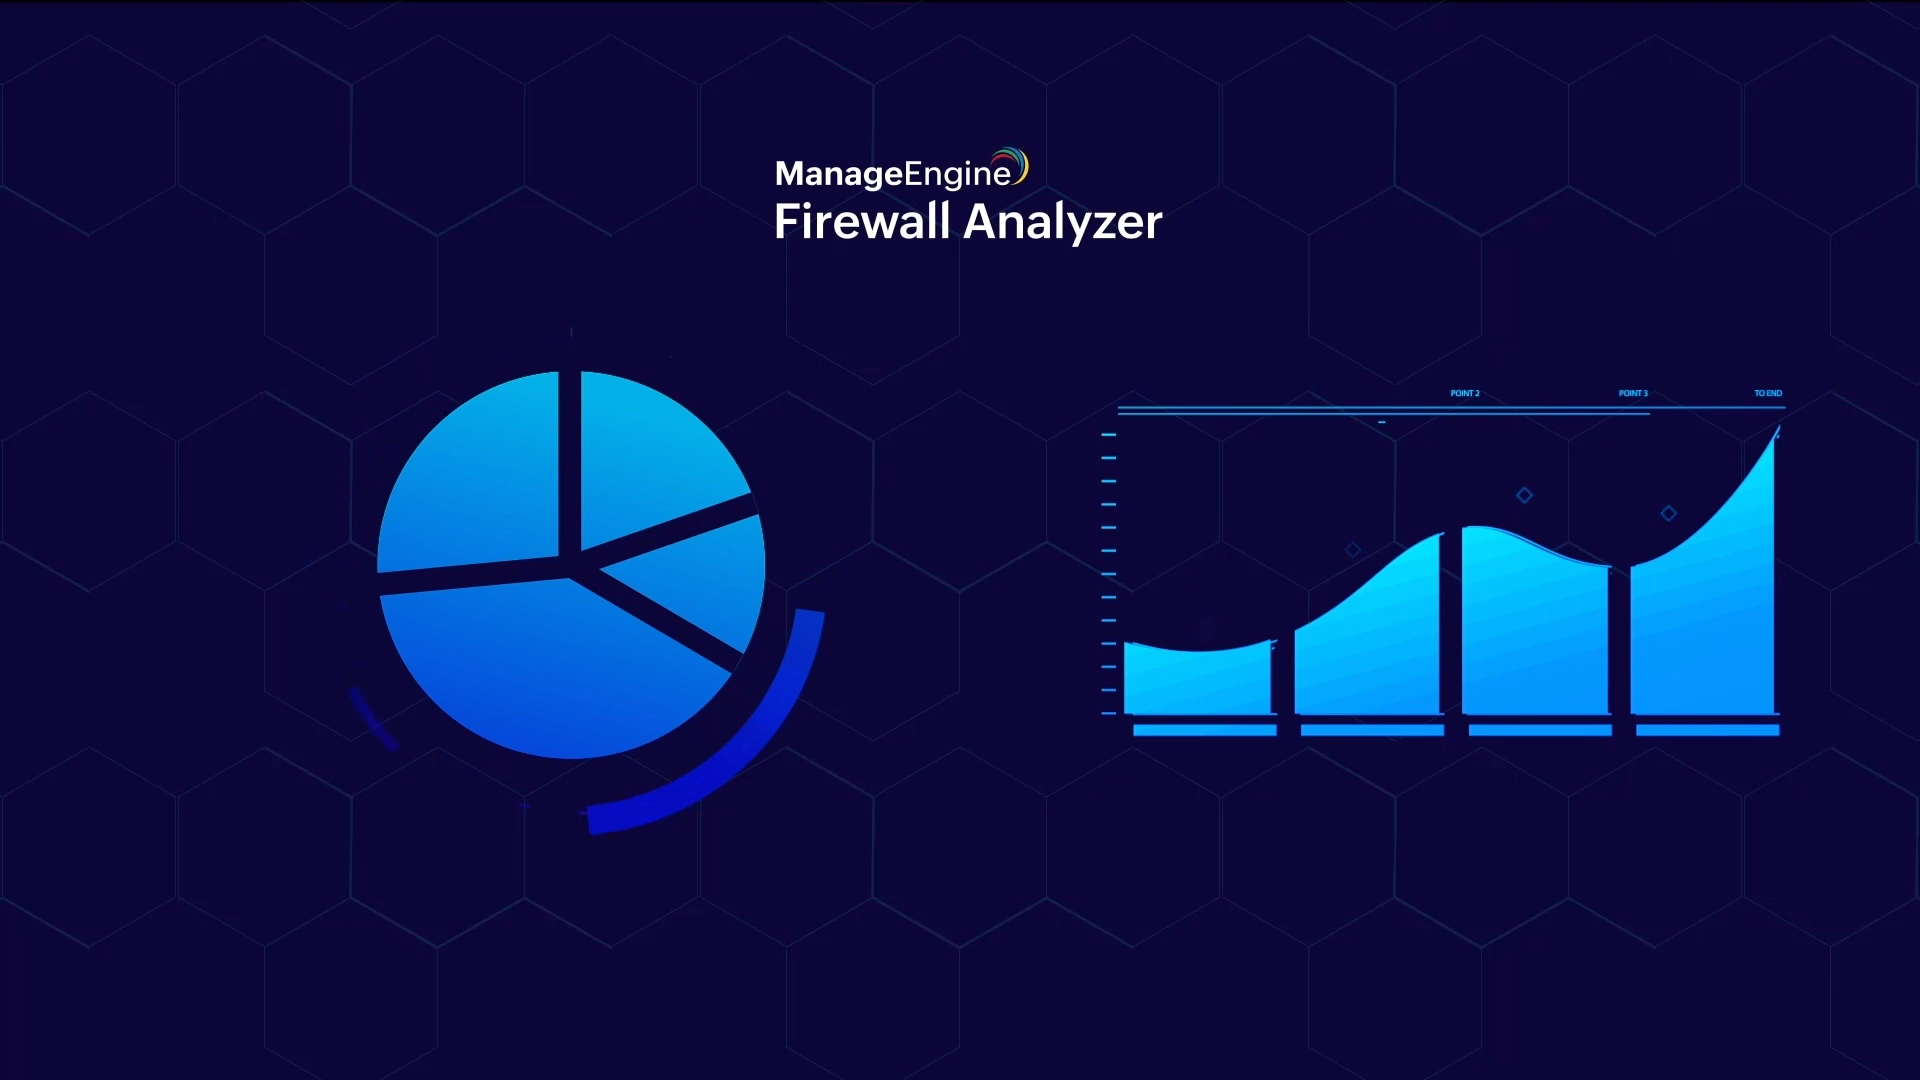 ManageEngine
Firewall Analyzer
POINT 2 POINT 3 TO END